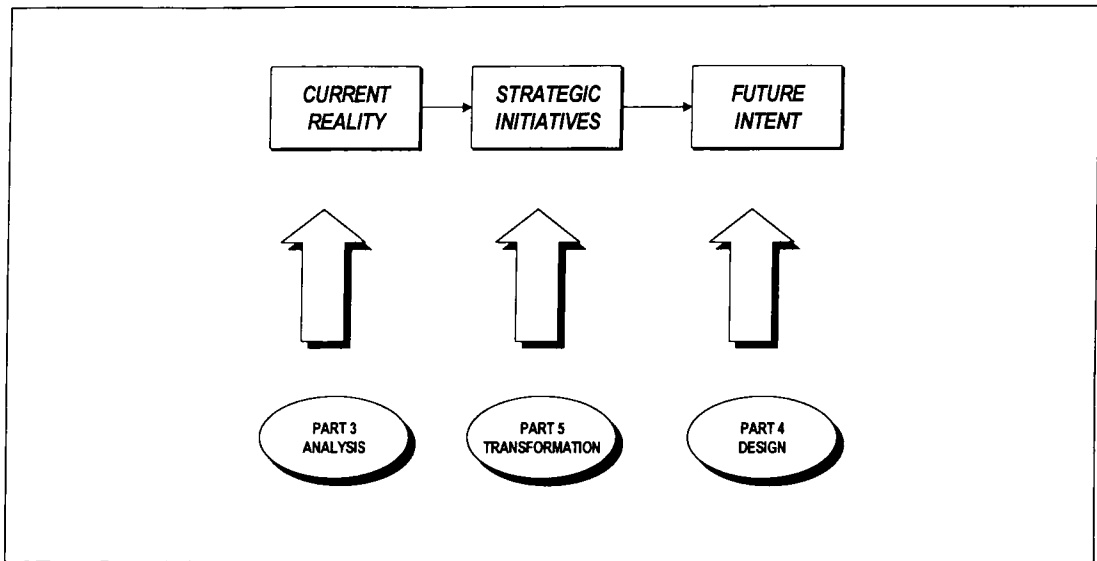 CURRENT
REALITY
STRATEGIC
INITIATIVES
FUTURE
INTENT
PART 3
ANALYSIS
PART 5
TRANSFORMATION
PART 4
DESIGN